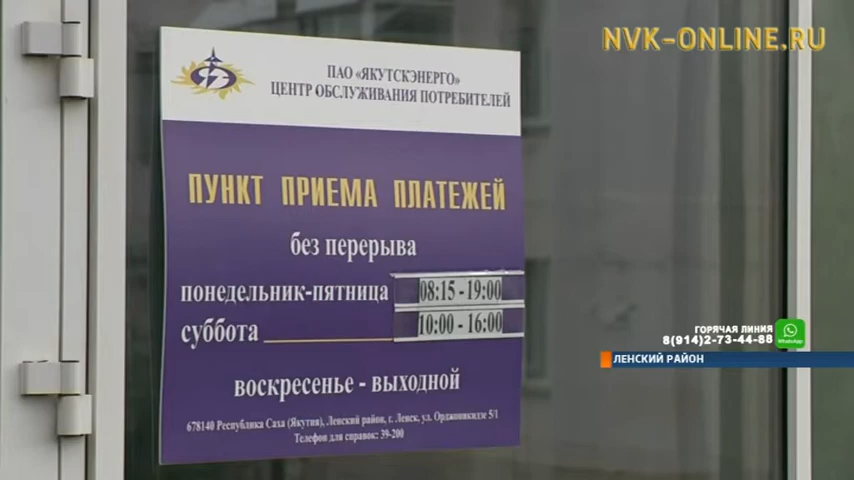 NVK-ONLINE.RU
ПАО «ЯКУТСКЭНЕРГО»
ЦЕНТР ОБСЛУЖИВАНИЯ ПОТРЕБИТЕЛЕЙ
ПУНКТ ПРИЕМА ПЛАТЕЖЕЙ
без перерыва
понедельник-пятница 08:15 - 19:00
суббота 10:00 - 16:00
воскресенье - выходной
678140 Республика Саха (Якутия), Ленский район, г. Ленск, ул. Орджоникидзе 5/1
Телефон для справок: 39-200
ГОРЯЧАЯ ЛИНИЯ
8(914)2-73-44-88
WhatsApp
ЛЕНСКИЙ РАЙОН